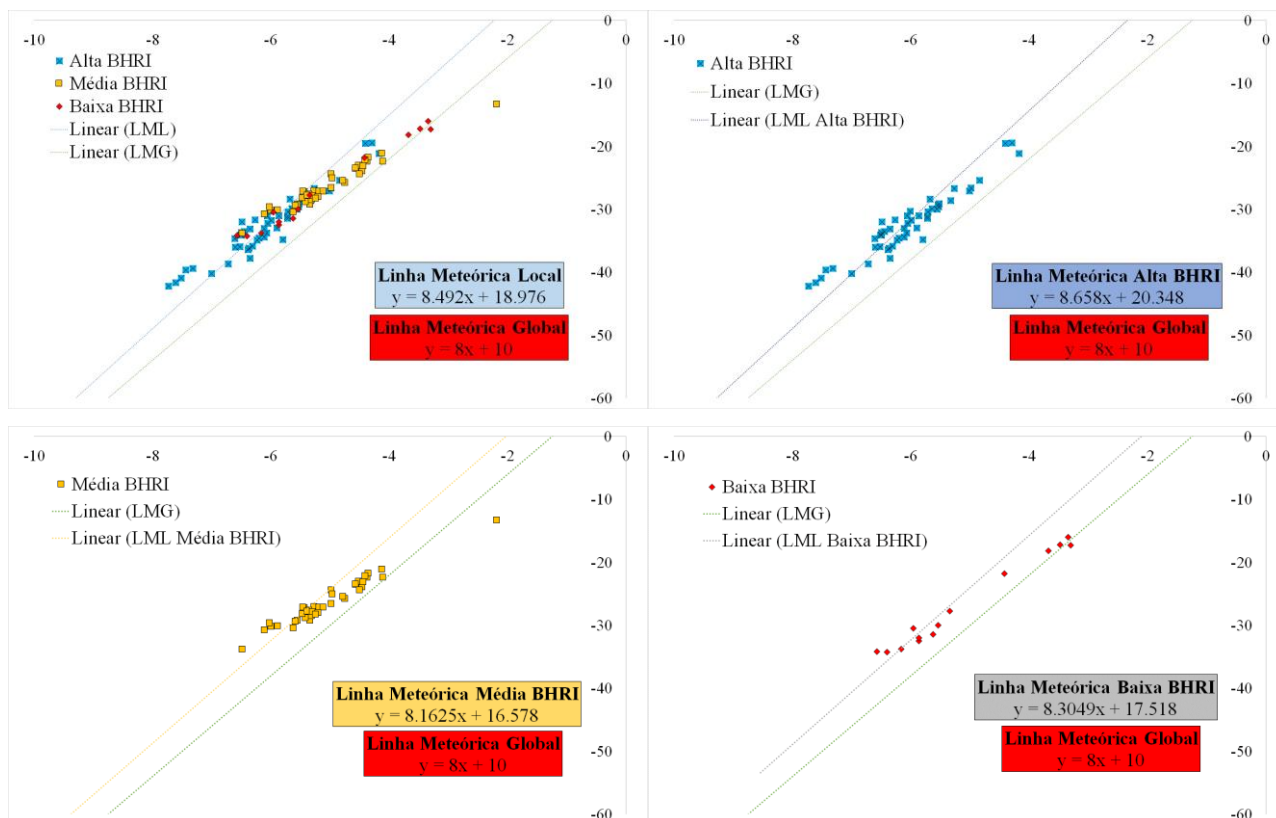 -10 -8 -6 -4 -2 0
0
Alta BHRI
Média BHRI
Baixa BHRI
Linear (LML)
Linear (LMG)
-10
-20
-30
-40
-50
-60
Linha Meteórica Local
y = 8.492x + 18.976
Linha Meteórica Global
y = 8x + 10
-10 -8 -6 -4 -2 0
0
Alta BHRI
Linear (LMG)
Linear (LML Alta BHRI)
-10
-20
-30
-40
-50
-60
Linha Meteórica Alta BHRI
y = 8.658x + 20.348
Linha Meteórica Global
y = 8x + 10
-10 -8 -6 -4 -2 0
0
Média BHRI
Linear (LMG)
Linear (LML Média BHRI)
-10
-20
-30
-40
-50
-60
Linha Meteórica Média BHRI
y = 8.1625x + 16.578
Linha Meteórica Global
y = 8x + 10
-10 -8 -6 -4 -2 0
0
Baixa BHRI
Linear (LMG)
Linear (LML Baixa BHRI)
-10
-20
-30
-40
-50
-60
Linha Meteórica Baixa BHRI
y = 8.3049x + 17.518
Linha Meteórica Global
y = 8x + 10